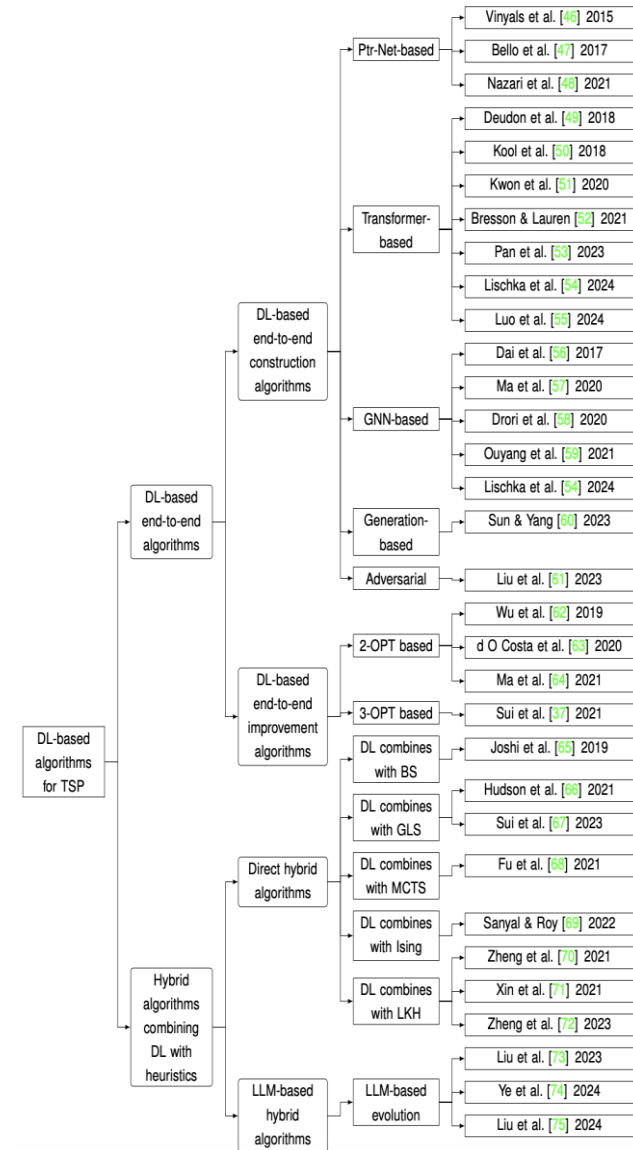 DL-based
algorithms
for TSP
DL-based
end-to-end
algorithms
DL-based
end-to-end
construction
algorithms
Ptr-Net-based
Vinyals et al. [46] 2015
Bello et al. [47] 2017
Nazari et al. [48] 2021
Transformer-
based
Deudon et al. [49] 2018
Kool et al. [50] 2018
Kwon et al. [51] 2020
Bresson & Lauren [52] 2021
Pan et al. [53] 2023
Lischka et al. [54] 2024
Luo et al. [55] 2024
GNN-based
Dai et al. [56] 2017
Ma et al. [57] 2020
Drori et al. [58] 2020
Ouyang et al. [59] 2021
Lischka et al. [54] 2024
Generation-
based
Sun & Yang [60] 2023
Adversarial
Liu et al. [61] 2023
DL-based
end-to-end
improvement
algorithms
2-OPT based
Wu et al. [62] 2019
d O Costa et al. [63] 2020
Ma et al. [64] 2021
3-OPT based
Sui et al. [37] 2021
Hybrid
algorithms
combining
DL with
heuristics
Direct hybrid
algorithms
DL combines
with BS
Joshi et al. [65] 2019
DL combines
with GLS
Hudson et al. [66] 2021
Sui et al. [67] 2023
DL combines
with MCTS
Fu et al. [68] 2021
DL combines
with Ising
Sanyal & Roy [69] 2022
DL combines
with LKH
Zheng et al. [70] 2021
Xin et al. [71] 2021
Zheng et al. [72] 2023
LLM-based
hybrid
algorithms
LLM-based
evolution
Liu et al. [73] 2023
Ye et al. [74] 2024
Liu et al. [75] 2024